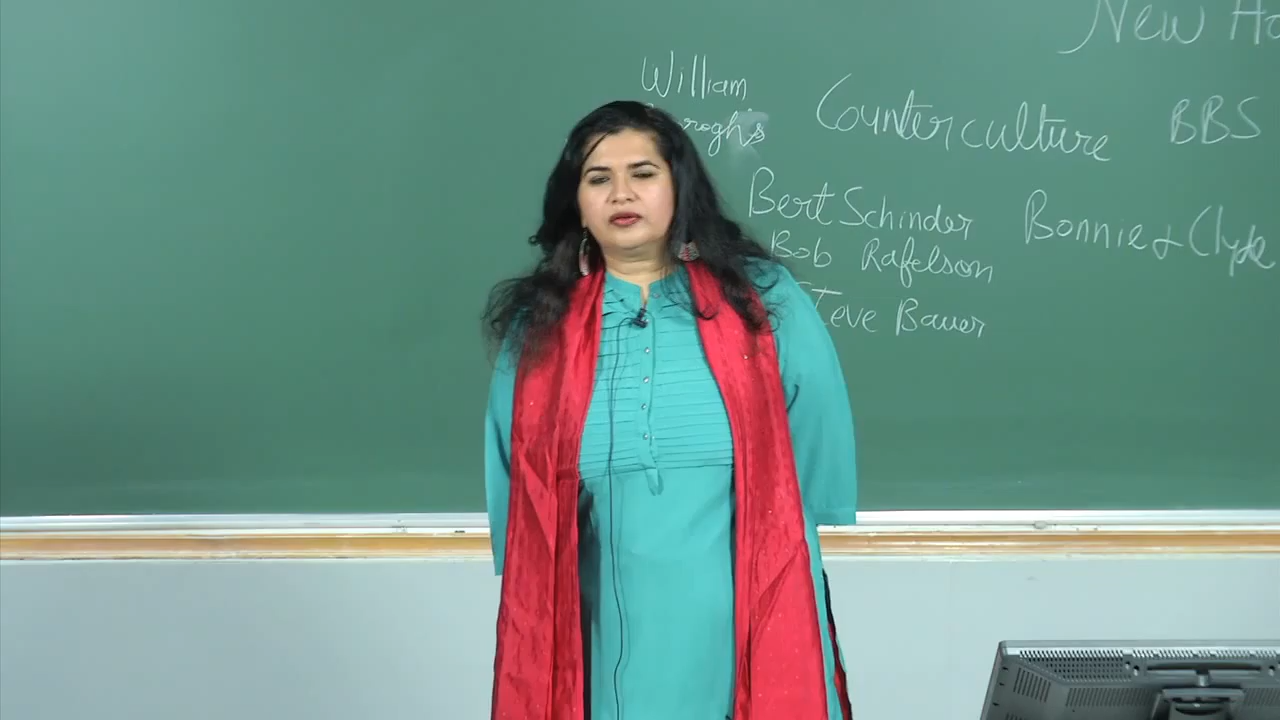 New
William
Counterculture
BBS
Bert Schinder
Bonnie & Clyde
Bob Rafelson
Steve Bauer